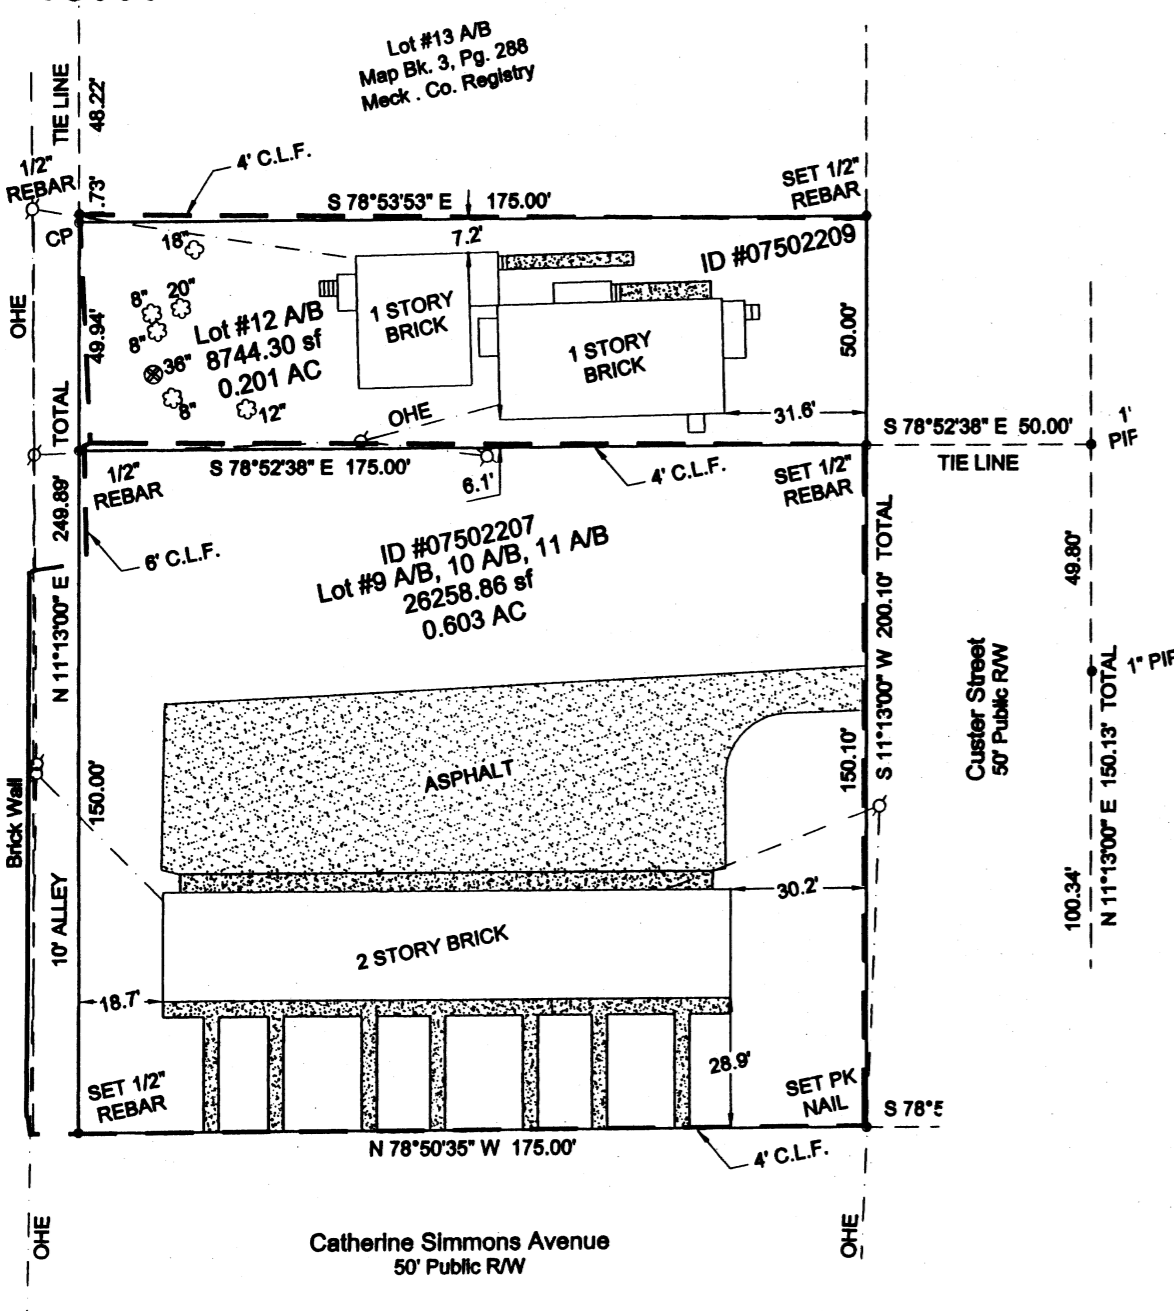 Lot #13 A/B
Map Bk. 3, Pg. 288
Meck . Co. Registry
TIE LINE
48.22'
1/2"
REBAR
.73'
4' C.L.F.
S 78°53'53" E 175.00'
SET 1/2"
REBAR
CP
18"
7.2'
ID #07502209
OHE
49.94'
8"
20"
8"
36"
8"
12"
Lot #12 A/B
8744.30 sf
0.201 AC
1 STORY
BRICK
1 STORY
BRICK
50.00'
OHE
31.6'
S 78°52'38" E 50.00'
TIE LINE
1'
PIF
1/2"
REBAR
S 78°52'38" E 175.00'
6.1'
4' C.L.F.
SET 1/2"
REBAR
N 11°13'00" E 249.89' TOTAL
6' C.L.F.
ID #07502207
Lot #9 A/B, 10 A/B, 11 A/B
26258.86 sf
0.603 AC
S 11°13'00" W 200.10' TOTAL
49.80'
Custer Street
50' Public R/W
1" PIF
N 11°13'00" E 150.13' TOTAL
Brick Wall
150.00'
ASPHALT
150.10'
100.34'
10' ALLEY
30.2'
2 STORY BRICK
18.7'
28.9'
SET 1/2"
REBAR
SET PK
NAIL
S 78°5
N 78°50'35" W 175.00'
4' C.L.F.
OHE
Catherine Simmons Avenue
50' Public R/W
OHE